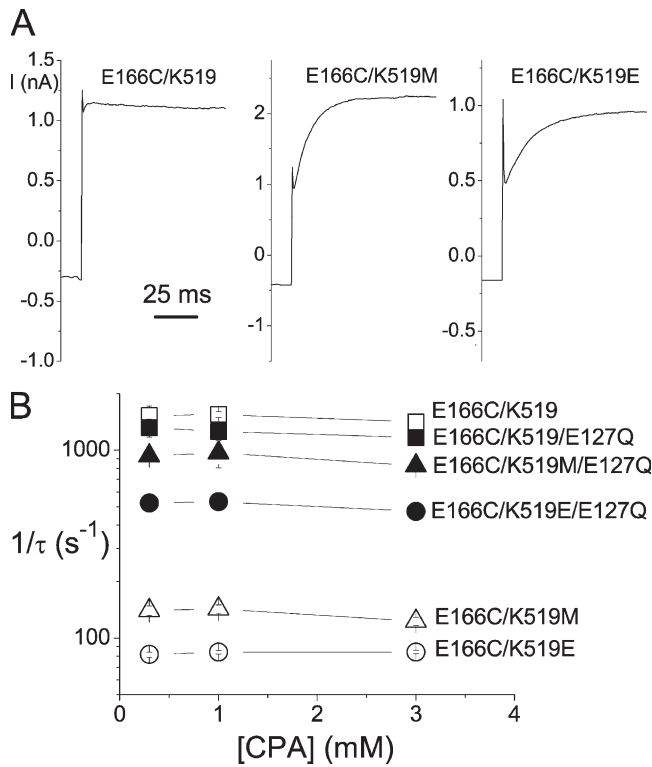 A
I (nA)
E166C/K519
E166C/K519M
E166C/K519E
1.5
1.0
0.5
0.0
-0.5
-1.0
2
1
0
-1
1.0
0.5
0.0
-0.5
25 ms
B
1/τ (s⁻¹)
1000
100
E166C/K519
E166C/K519/E127Q
E166C/K519M/E127Q
E166C/K519E/E127Q
E166C/K519M
E166C/K519E
0 1 2 3 4
[CPA] (mM)